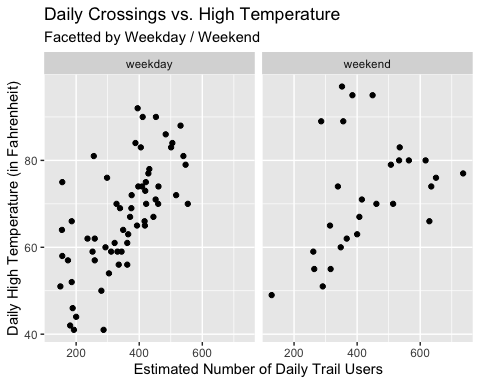 Daily Crossings vs. High Temperature
Facetted by Weekday / Weekend
weekday weekend
Daily High Temperature (in Fahrenheit)
80
60
40
200 400 600 200 400 600
Estimated Number of Daily Trail Users